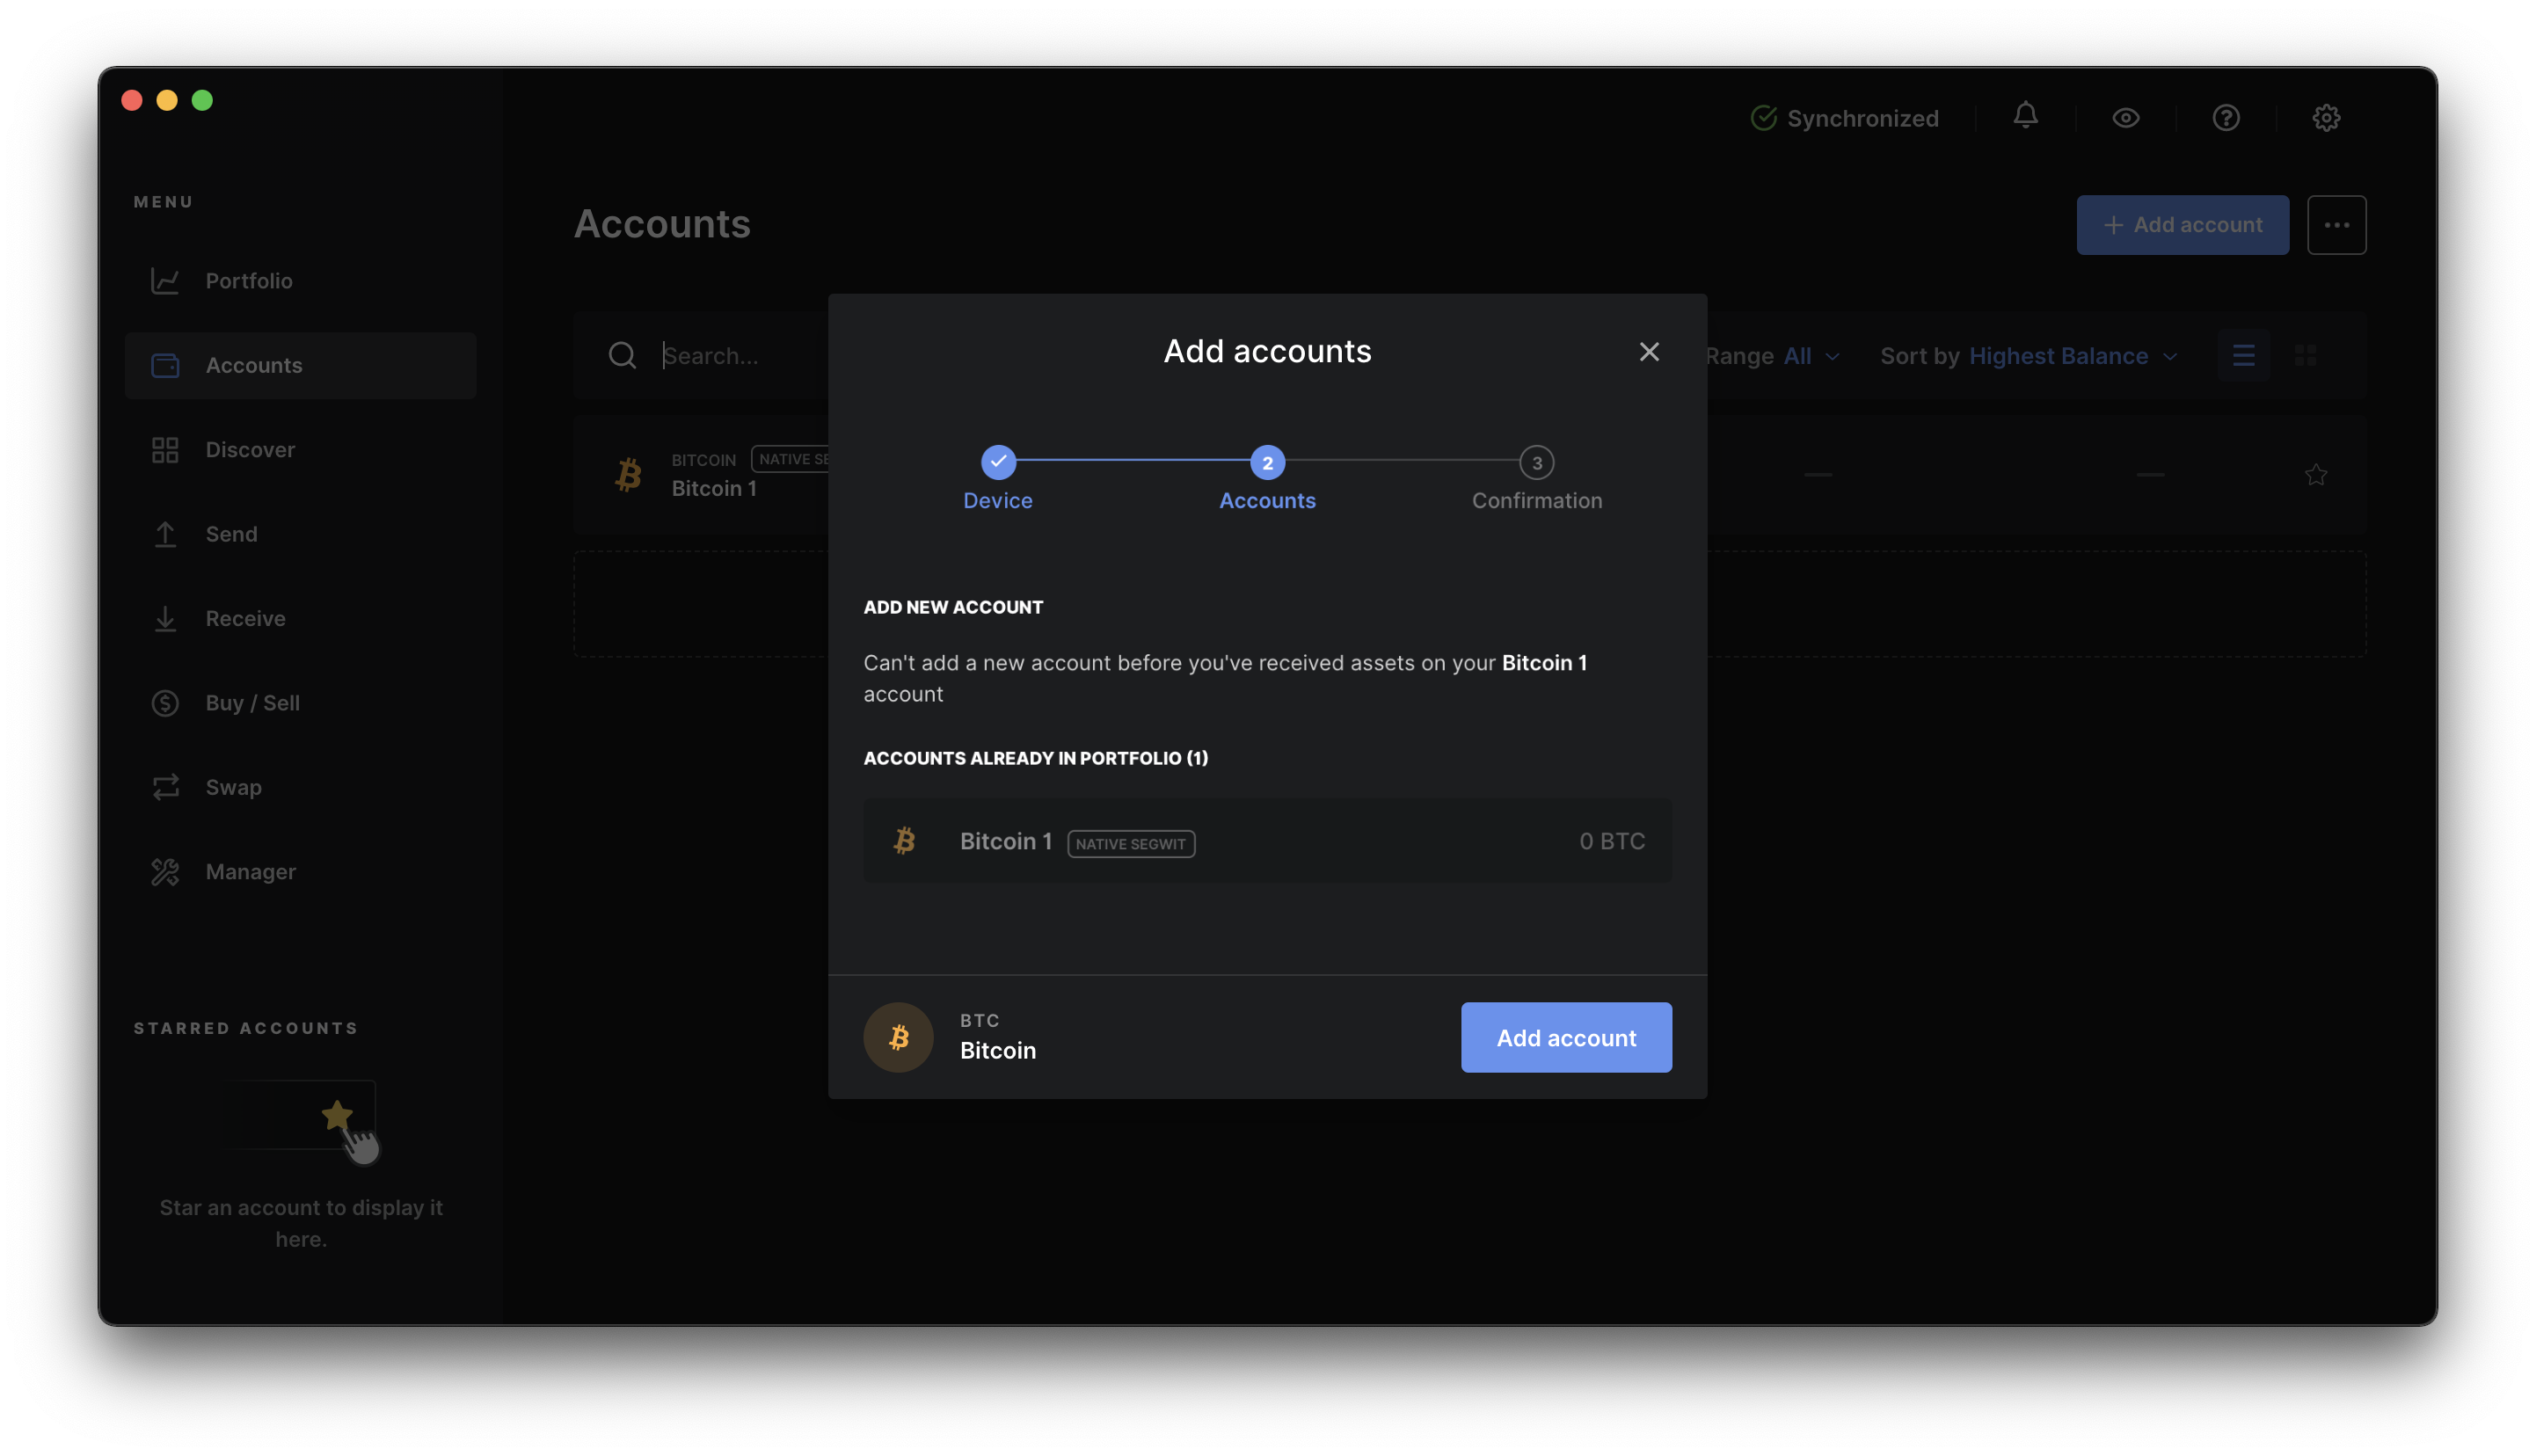 Synchronized
MENU
Portfolio
Accounts
Discover
Send
Receive
Buy / Sell
Swap
Manager
STARRED ACCOUNTS
Star an account to display it
here.
Accounts
+ Add account
Search...
Range All
Sort by Highest Balance
BITCOIN NATIVE SE
Bitcoin 1
Add accounts
2
3
Device
Accounts
Confirmation
ADD NEW ACCOUNT
Can't add a new account before you've received assets on your Bitcoin 1
account
ACCOUNTS ALREADY IN PORTFOLIO (1)
Bitcoin 1 NATIVE SEGWIT 0 BTC
BTC
Bitcoin
Add account